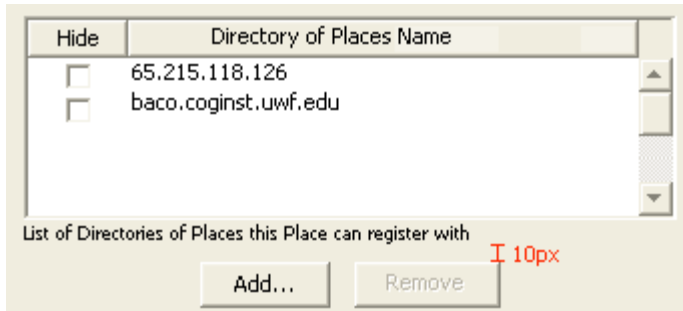 Hide Directory of Places Name
65.215.118.126
baco.coginst.uwf.edu
List of Directories of Places this Place can register with
10px
Add... Remove